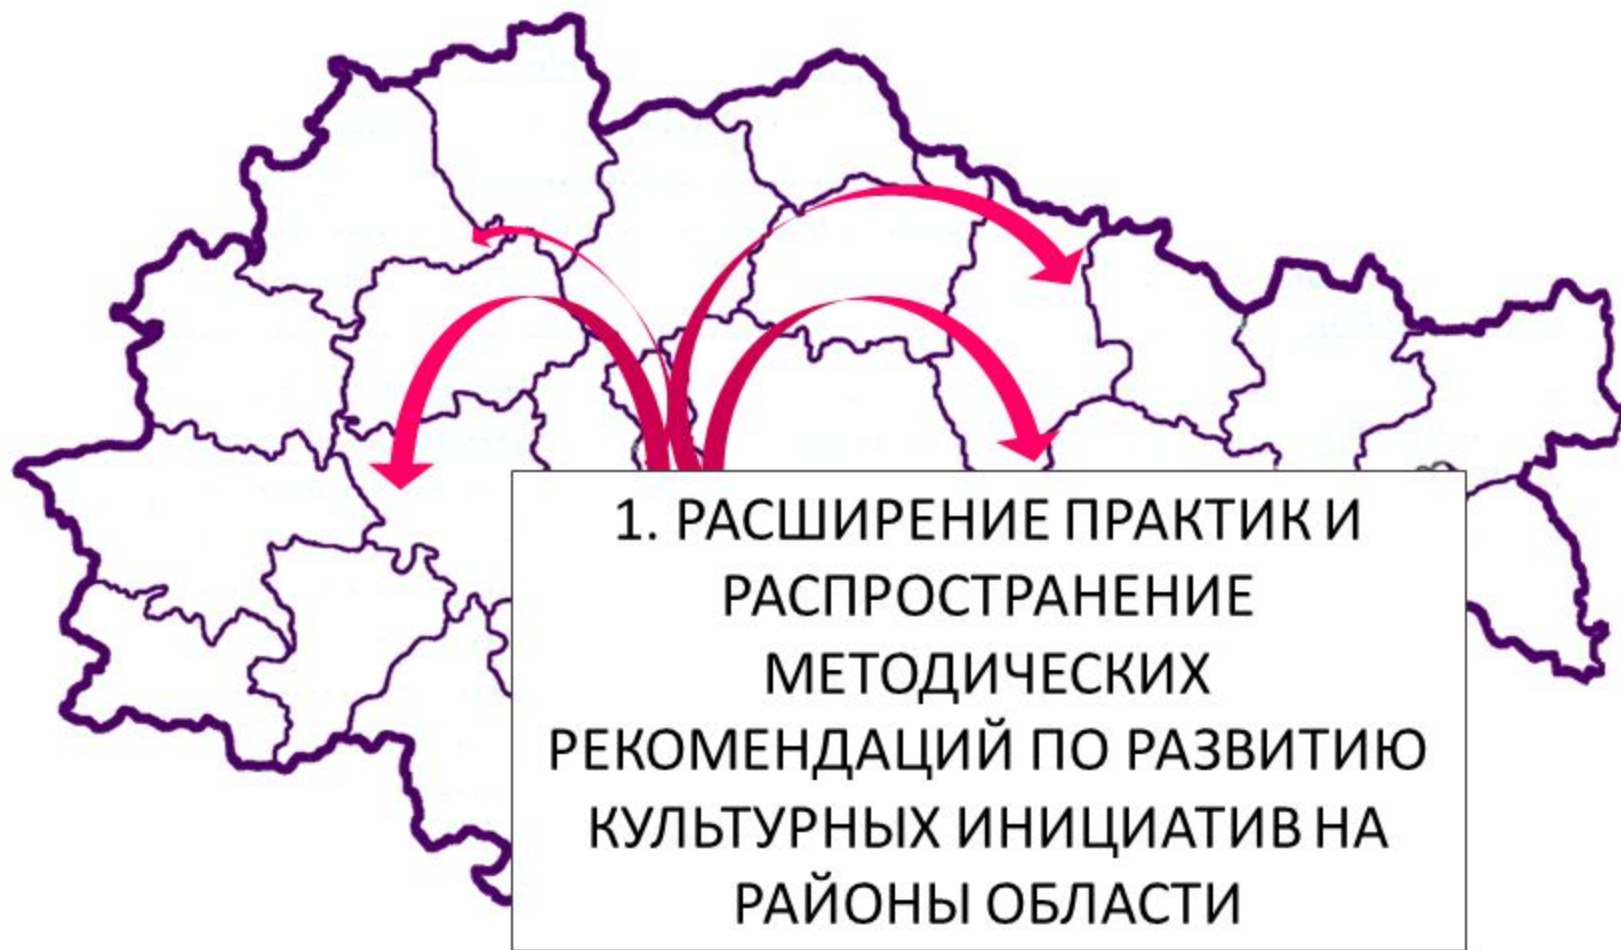 1. РАСШИРЕНИЕ ПРАКТИК И
РАСПРОСТРАНЕНИЕ
МЕТОДИЧЕСКИХ
РЕКОМЕНДАЦИЙ ПО РАЗВИТИЮ
КУЛЬТУРНЫХ ИНИЦИАТИВ НА
РАЙОНЫ ОБЛАСТИ